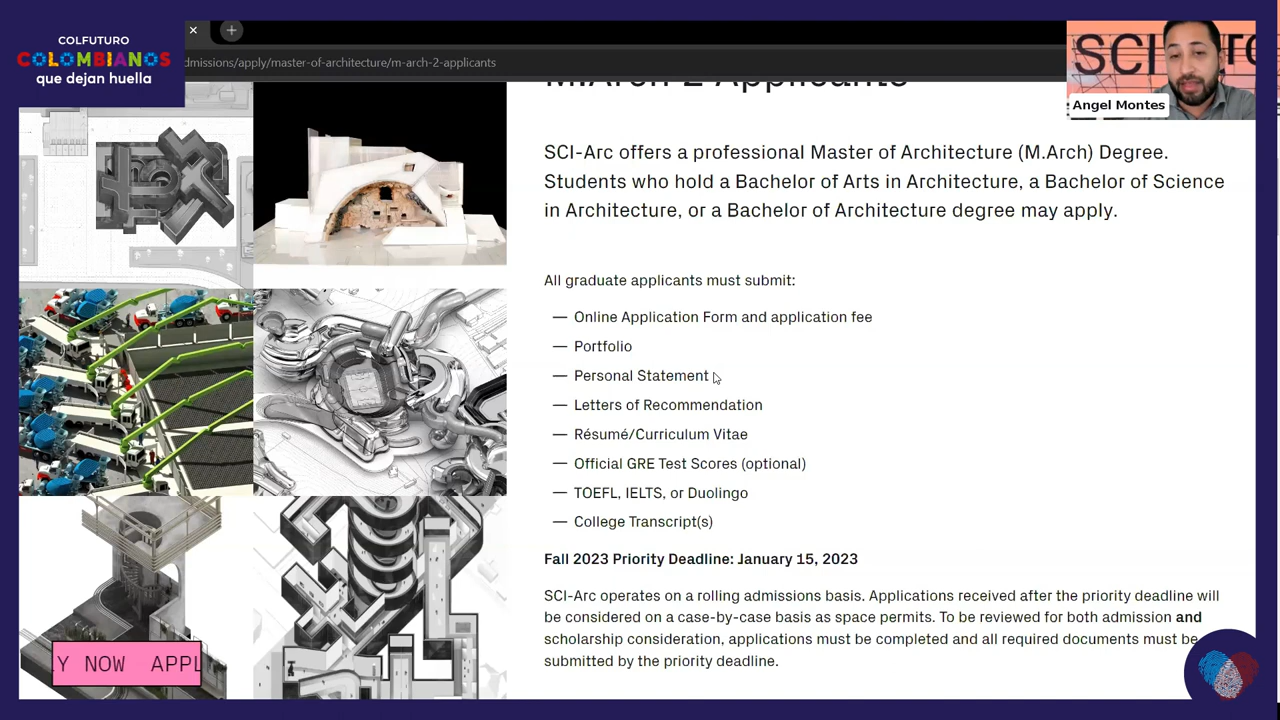 COLFUTURO
COLOMBIANOS
que dejan huella
dmissions/apply/master-of-architecture/m-arch-2-applicants
M.Arch 2 Applicants
SCI
Angel Montes
SCI-Arc offers a professional Master of Architecture (M.Arch) Degree.
Students who hold a Bachelor of Arts in Architecture, a Bachelor of Science
in Architecture, or a Bachelor of Architecture degree may apply.
All graduate applicants must submit:
— Online Application Form and application fee
— Portfolio
— Personal Statement
— Letters of Recommendation
— Résumé/Curriculum Vitae
— Official GRE Test Scores (optional)
— TOEFL, IELTS, or Duolingo
— College Transcript(s)
Fall 2023 Priority Deadline: January 15, 2023
SCI-Arc operates on a rolling admissions basis. Applications received after the priority deadline will
be considered on a case-by-case basis as space permits. To be reviewed for both admission and
scholarship consideration, applications must be completed and all required documents must be
submitted by the priority deadline.
Y NOW APPL